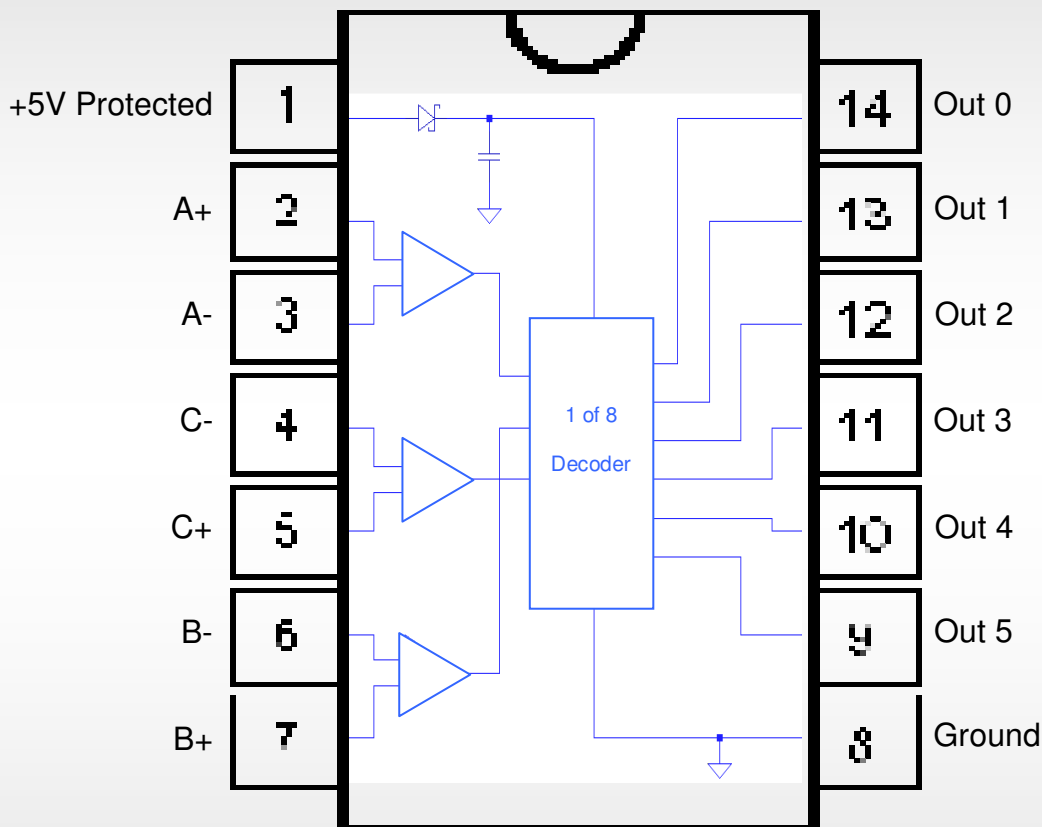 +5V Protected 1 14 Out 0
A+ 2 13 Out 1
A- 3 12 Out 2
C- 4 11 Out 3
1 of 8
Decoder
C+ 5 10 Out 4
B- 6 9 Out 5
B+ 7 8 Ground